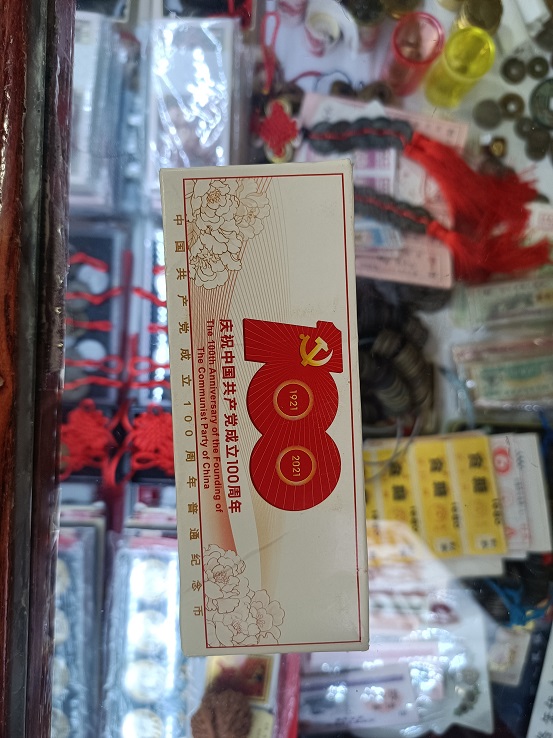 100
1921
2021
庆祝中国共产党成立100周年
The 100th Anniversary of the Founding of
The Communist Party of China
中国共产党成立100周年普通纪念币